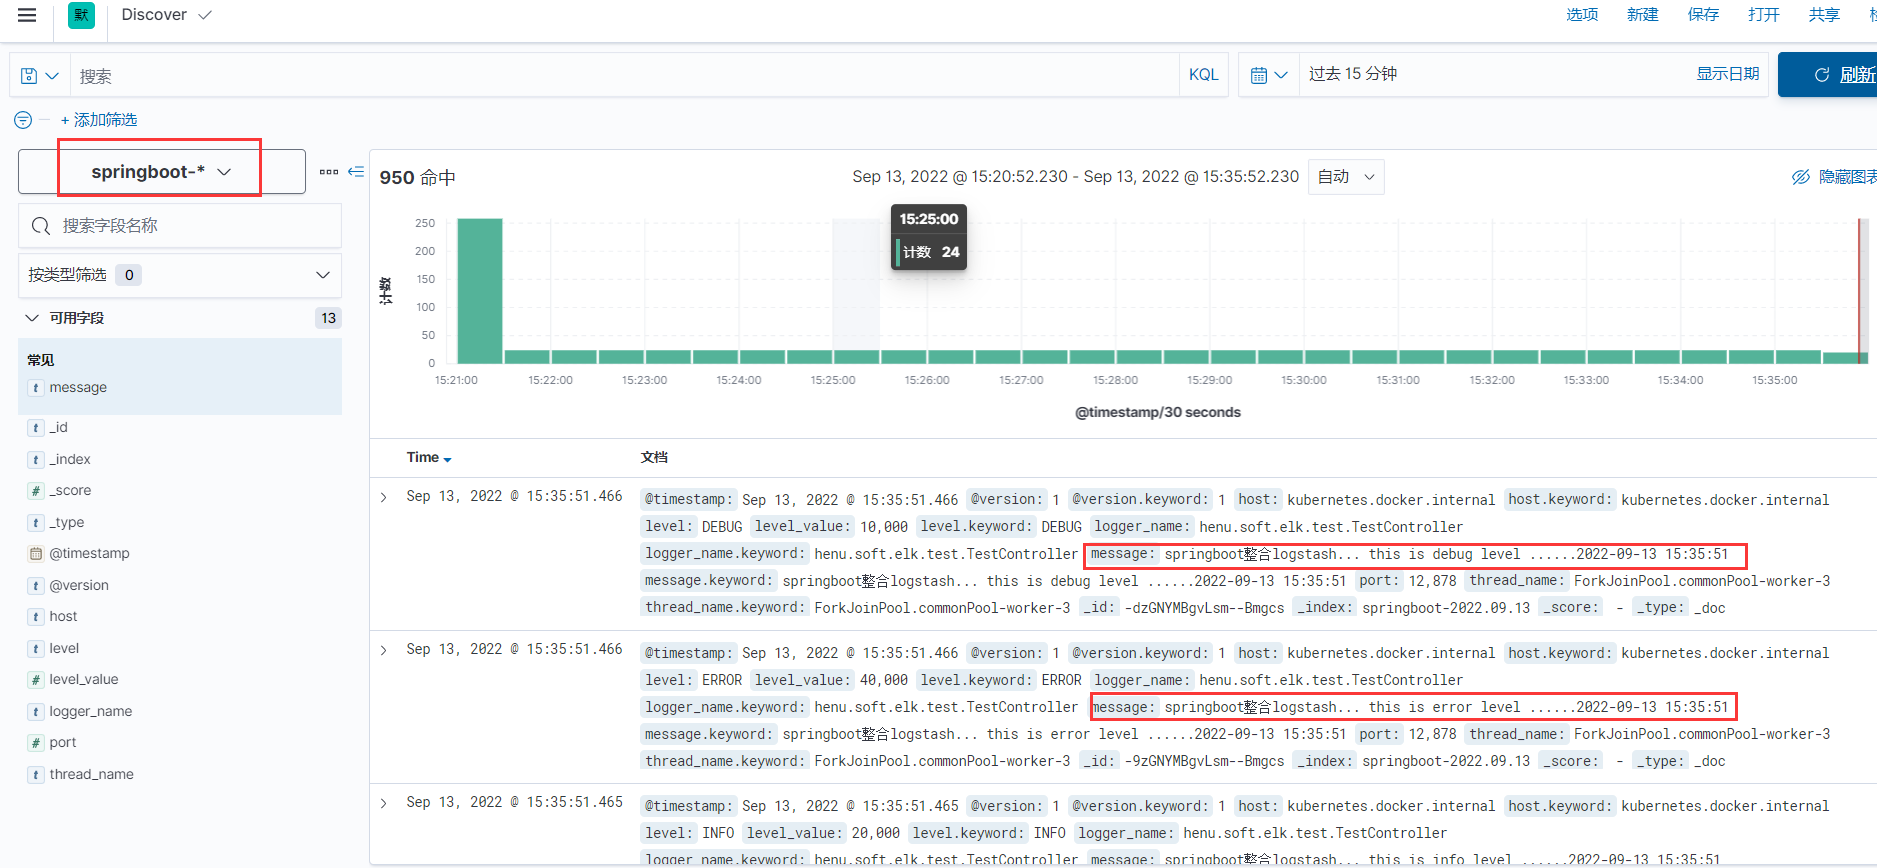 默 Discover 选项 新建 保存 打开 共享
搜索 KQL 过去 15 分钟 显示日期 刷新
+ 添加筛选
springboot-*
950 命中 Sep 13, 2022 @ 15:20:52.230 - Sep 13, 2022 @ 15:35:52.230 自动 隐藏图表
搜索字段名称
按类型筛选 0
可用字段 13
常见
t message
t _id
t _index
# _score
t _type
@timestamp
t @version
t host
t level
# level_value
t logger_name
# port
t thread_name
计数
250
200
150
100
50
0
15:25:00
计数 24
15:21:00 15:22:00 15:23:00 15:24:00 15:25:00 15:26:00 15:27:00 15:28:00 15:29:00 15:30:00 15:31:00 15:32:00 15:33:00 15:34:00 15:35:00
@timestamp/30 seconds
Time 文档
Sep 13, 2022 @ 15:35:51.466 @timestamp: Sep 13, 2022 @ 15:35:51.466 @version: 1 @version.keyword: 1 host: kubernetes.docker.internal host.keyword: kubernetes.docker.internal
level: DEBUG level_value: 10,000 level.keyword: DEBUG logger_name: henu.soft.elk.test.TestController
logger_name.keyword: henu.soft.elk.test.TestController message: springboot整合logstash... this is debug level ......2022-09-13 15:35:51
message.keyword: springboot整合logstash... this is debug level ......2022-09-13 15:35:51 port: 12,878 thread_name: ForkJoinPool.commonPool-worker-3
thread_name.keyword: ForkJoinPool.commonPool-worker-3 _id: -dzGNYMBgvLsm--Bmgcs _index: springboot-2022.09.13 _score: - _type: _doc
Sep 13, 2022 @ 15:35:51.466 @timestamp: Sep 13, 2022 @ 15:35:51.466 @version: 1 @version.keyword: 1 host: kubernetes.docker.internal host.keyword: kubernetes.docker.internal
level: ERROR level_value: 40,000 level.keyword: ERROR logger_name: henu.soft.elk.test.TestController
logger_name.keyword: henu.soft.elk.test.TestController message: springboot整合logstash... this is error level ......2022-09-13 15:35:51
message.keyword: springboot整合logstash... this is error level ......2022-09-13 15:35:51 port: 12,878 thread_name: ForkJoinPool.commonPool-worker-3
thread_name.keyword: ForkJoinPool.commonPool-worker-3 _id: -9zGNYMBgvLsm--Bmgcs _index: springboot-2022.09.13 _score: - _type: _doc
Sep 13, 2022 @ 15:35:51.465 @timestamp: Sep 13, 2022 @ 15:35:51.465 @version: 1 @version.keyword: 1 host: kubernetes.docker.internal host.keyword: kubernetes.docker.internal
level: INFO level_value: 20,000 level.keyword: INFO logger_name: henu.soft.elk.test.TestController
logger_name.keyword: henu.soft.elk.test.TestController message: springboot整合logstash... this is info level ......2022-09-13 15:35:51